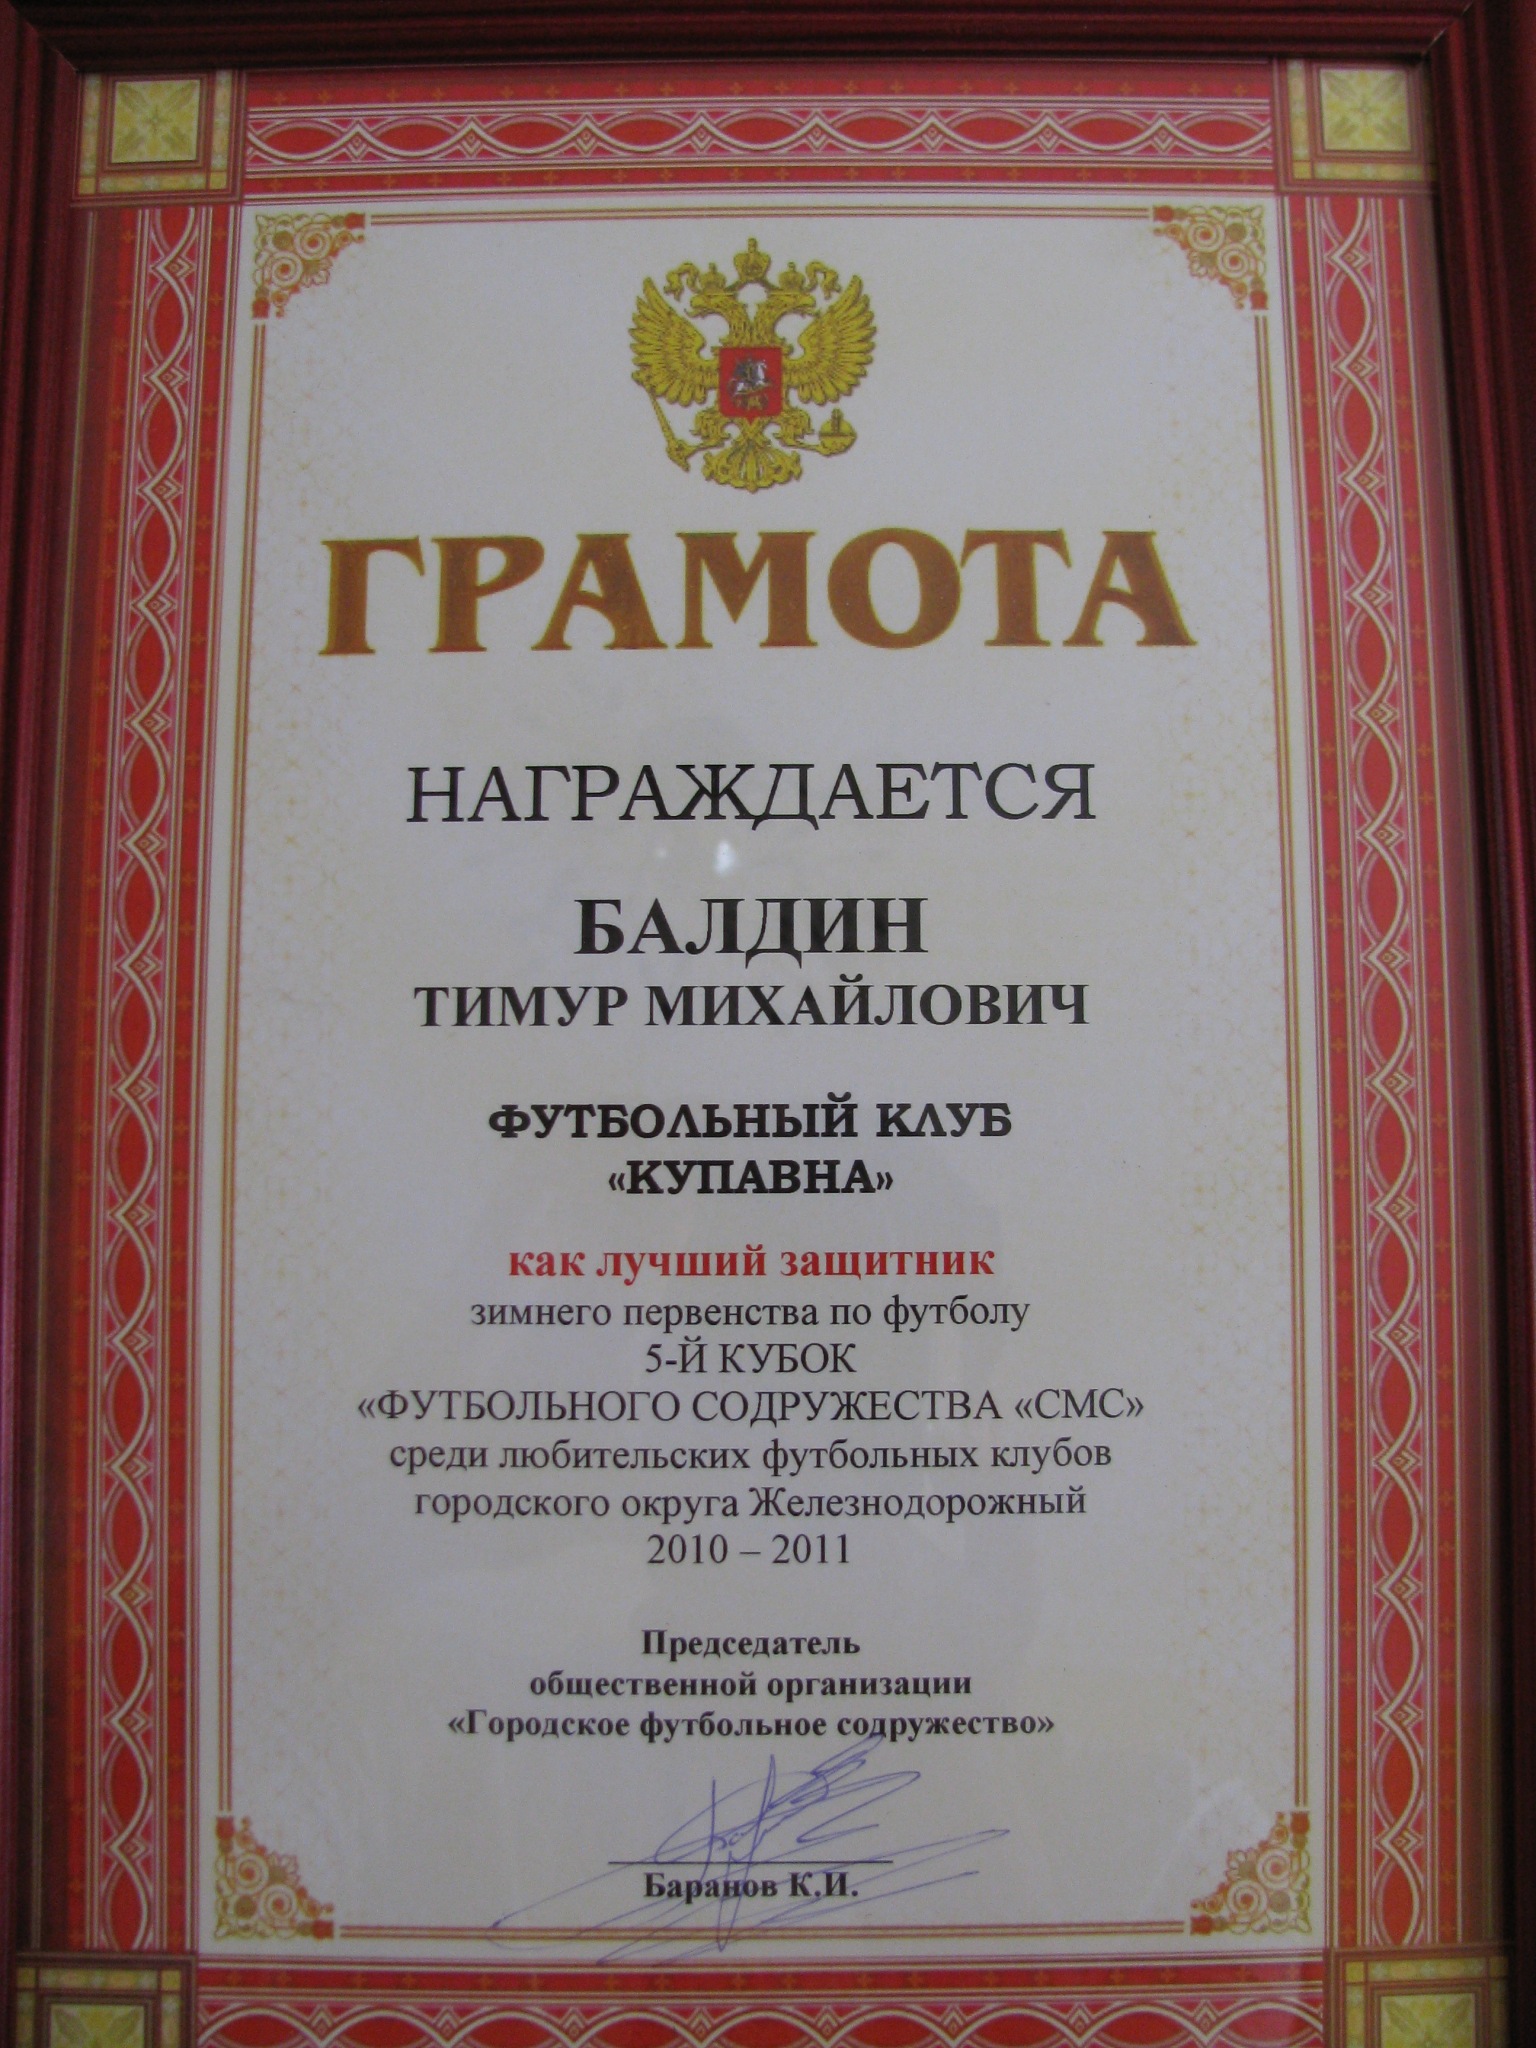 ГРАМОТА
НАГРАЖДАЕТСЯ
БАЛДИН
ТИМУР МИХАЙЛОВИЧ
ФУТБОЛЬНЫЙ КЛУБ
«КУПАВНА»
как лучший защитник
зимнего первенства по футболу
5-Й КУБОК
«ФУТБОЛЬНОГО СОДРУЖЕСТВА «СМС»
среди любительских футбольных клубов
городского округа Железнодорожный
2010 – 2011
Председатель
общественной организации
«Городское футбольное содружество»
Баранов К.И.